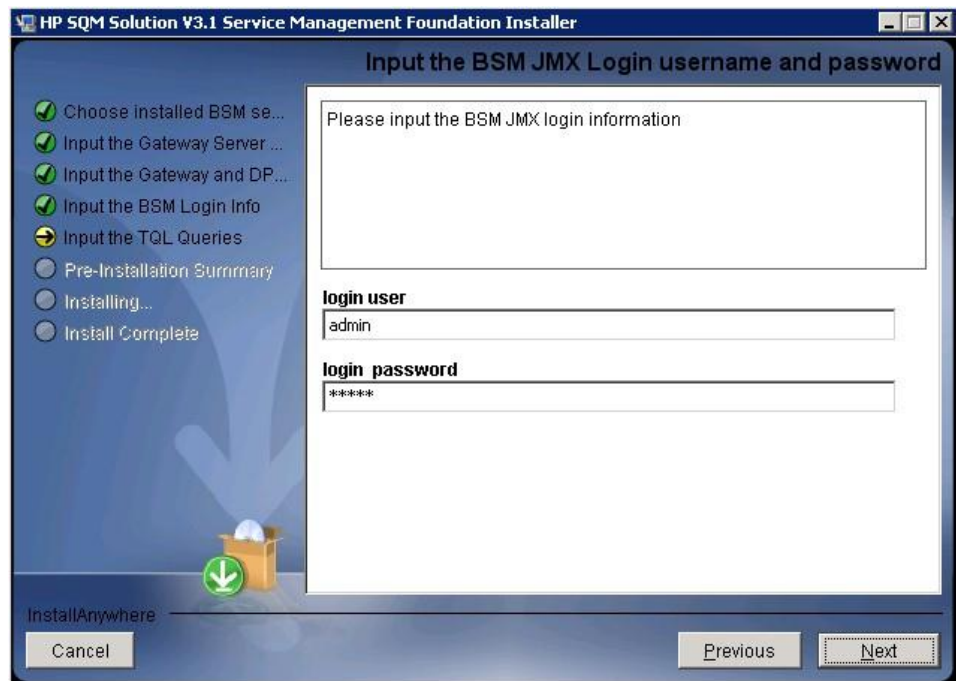 HP SQM Solution V3.1 Service Management Foundation Installer
Input the BSM JMX Login username and password
Choose installed BSM se...
Input the Gateway Server ...
Input the Gateway and DP...
Input the BSM Login Info
Input the TQL Queries
Pre-Installation Summary
Installing...
Install Complete
Please input the BSM JMX login information
login user
admin
login password
*****
InstallAnywhere
Cancel
Previous
Next